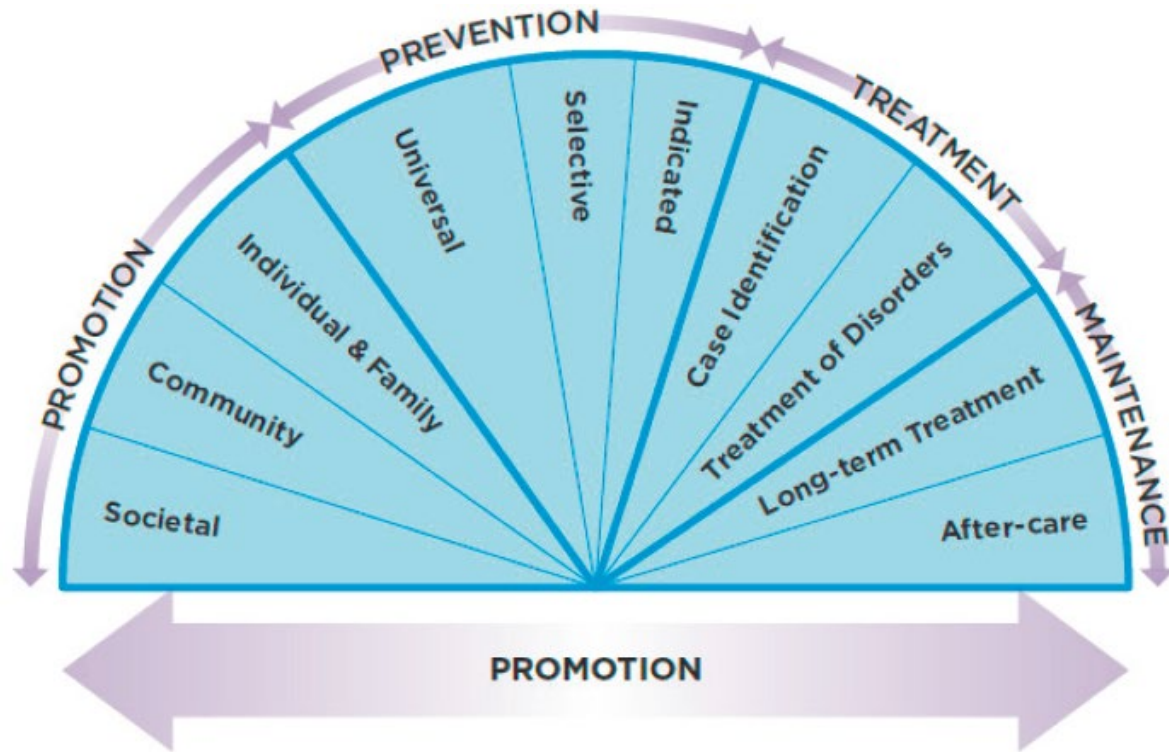 PROMOTION
PREVENTION
TREATMENT
MAINTENANCE
Societal
Community
Individual & Family
Universal
Selective
Indicated
Case Identification
Treatment of Disorders
Long-term Treatment
After-care
PROMOTION